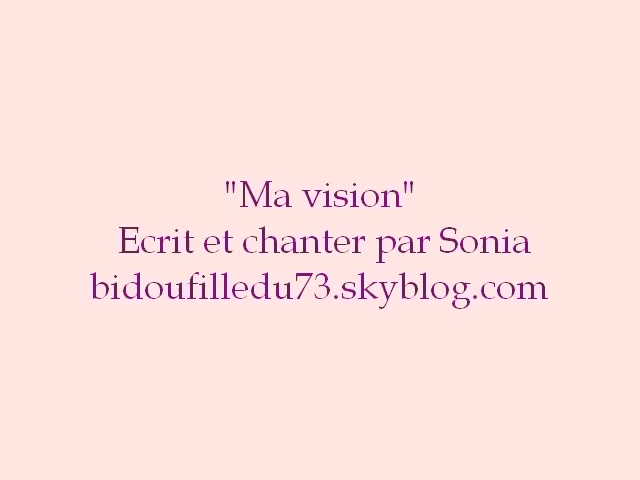 "Ma vision"
Ecrit et chanter par Sonia
bidoufilledu73.skyblog.com